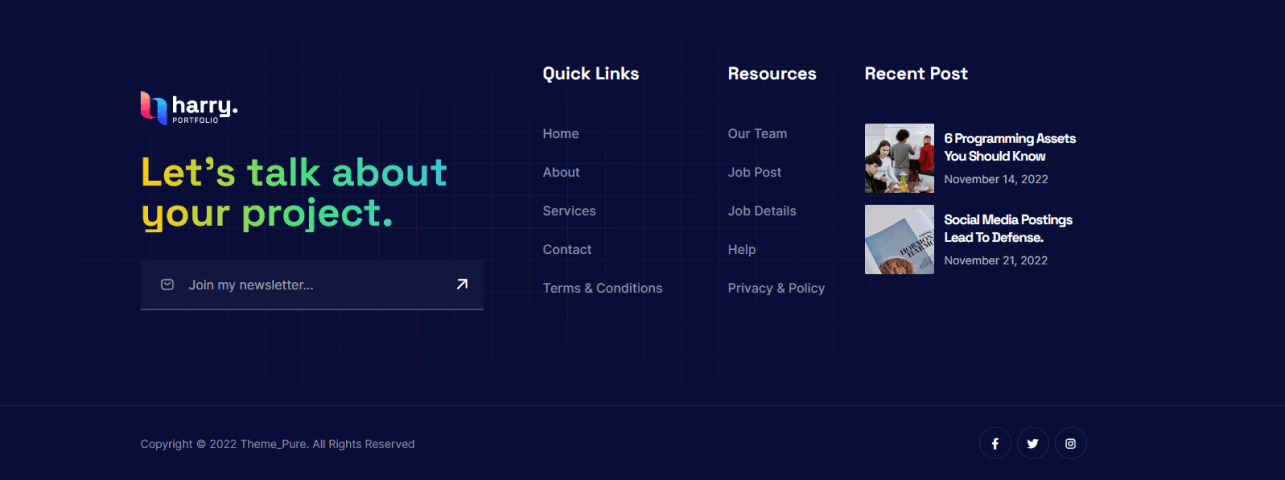 harry.
PORTFOLIO
Let's talk about
your project.
Join my newsletter...
Quick Links
Home
About
Services
Contact
Terms & Conditions
Resources
Our Team
Job Post
Job Details
Help
Privacy & Policy
Recent Post
6 Programming Assets
You Should Know
November 14, 2022
HORMON
HARMON
Social Media Postings
Lead To Defense.
November 21, 2022
Copyright © 2022 Theme_Pure. All Rights Reserved